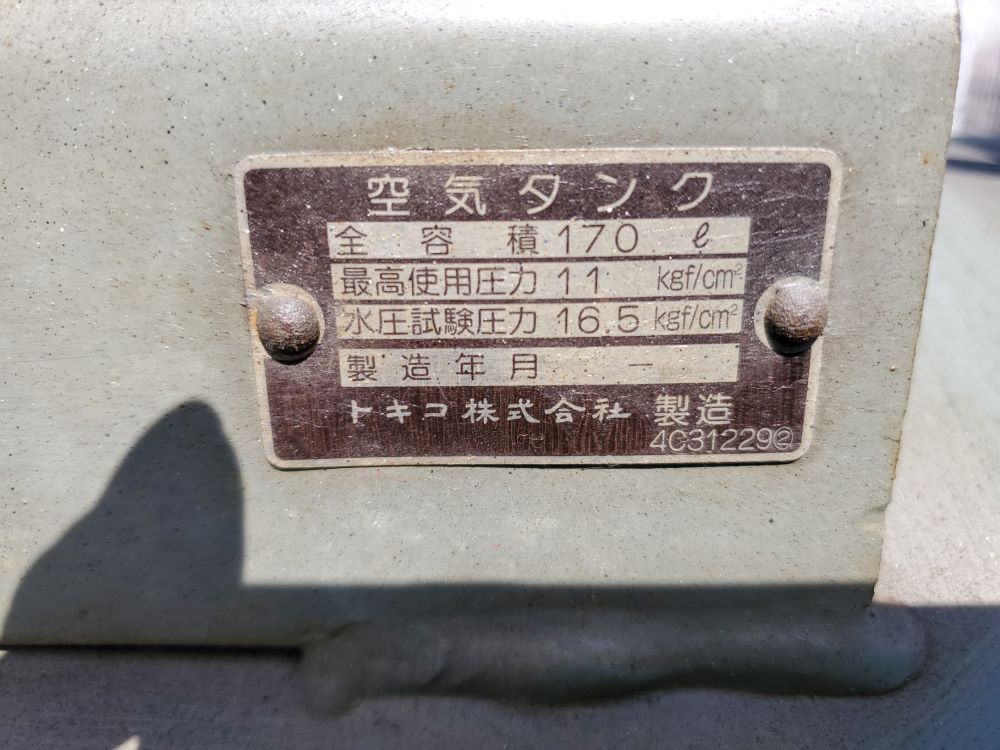 空気タンク
全容積 170 ℓ
最高使用圧力 11 kgf/cm²
水圧試験圧力 16.5 kgf/cm²
製造年月 －
トキコ株式会社 製造
4C31229②